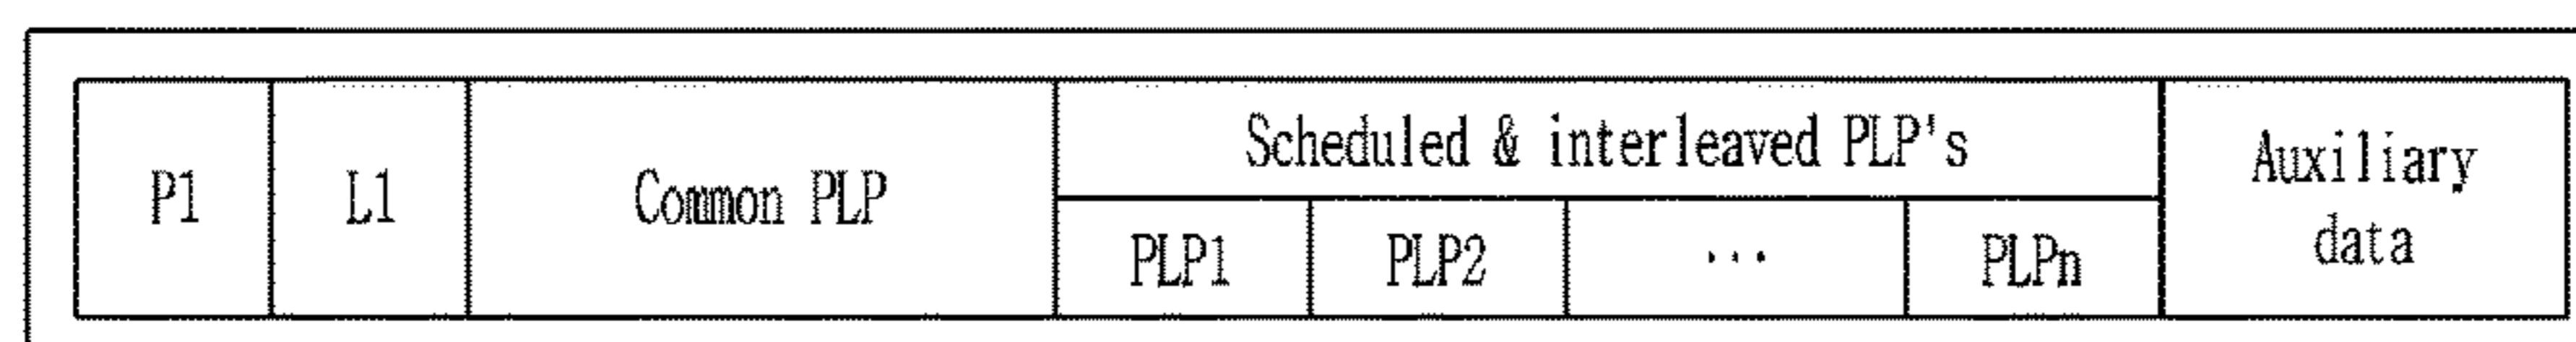 P1
L1
Common PLP
Scheduled & interleaved PLP's
PLP1
PLP2
...
PLPn
Auxiliary
data